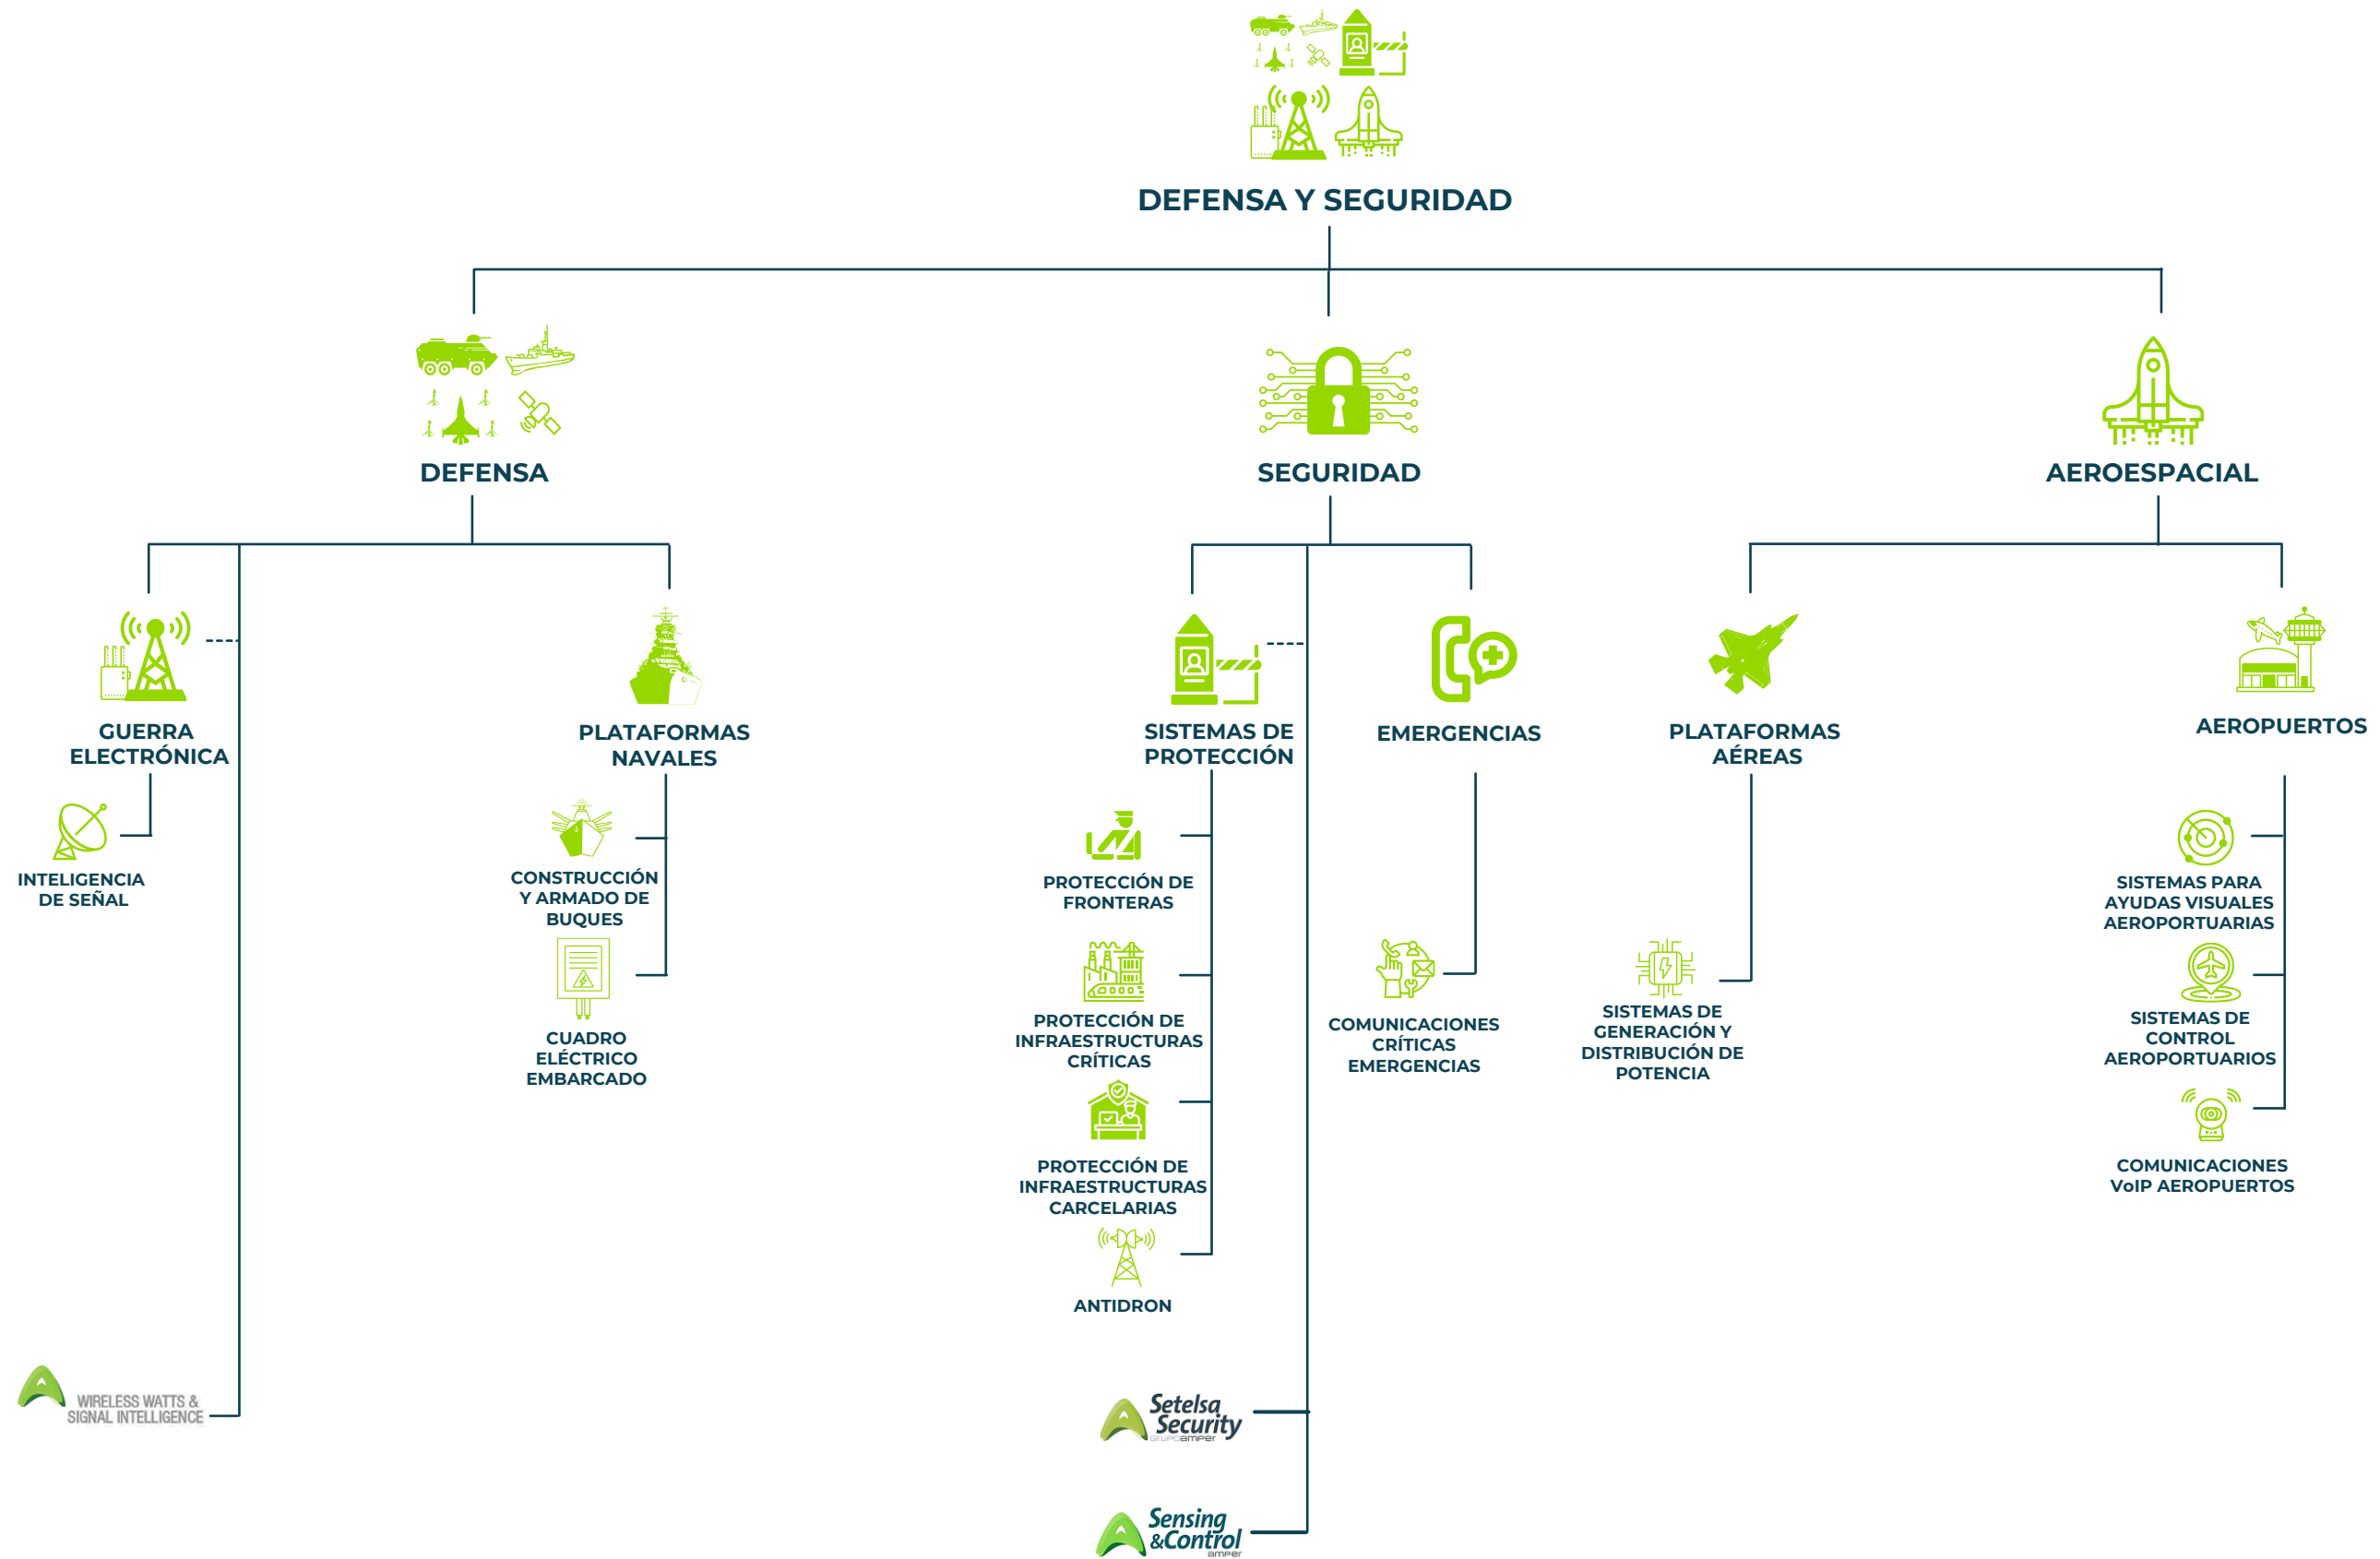 DEFENSA Y SEGURIDAD
DEFENSA
SEGURIDAD
AEROESPACIAL
GUERRA
ELECTRÓNICA
PLATAFORMAS
NAVALES
SISTEMAS DE
PROTECCIÓN
EMERGENCIAS
PLATAFORMAS
AÉREAS
AEROPUERTOS
INTELIGENCIA
DE SEÑAL
CONSTRUCCIÓN
Y ARMADO DE
BUQUES
CUADRO
ELÉCTRICO
EMBARCADO
PROTECCIÓN DE
FRONTERAS
PROTECCIÓN DE
INFRAESTRUCTURAS
CRÍTICAS
PROTECCIÓN DE
INFRAESTRUCTURAS
CARCELARIAS
ANTIDRON
COMUNICACIONES
CRÍTICAS
EMERGENCIAS
SISTEMAS DE
GENERACIÓN Y
DISTRIBUCIÓN DE
POTENCIA
SISTEMAS PARA
AYUDAS VISUALES
AEROPORTUARIAS
SISTEMAS DE
CONTROL
AEROPORTUARIOS
COMUNICACIONES
VoIP AEROPUERTOS
WIRELESS WATTS &
SIGNAL INTELLIGENCE
Setelsa
Security
GRUPOamper
Sensing
&Control
amper